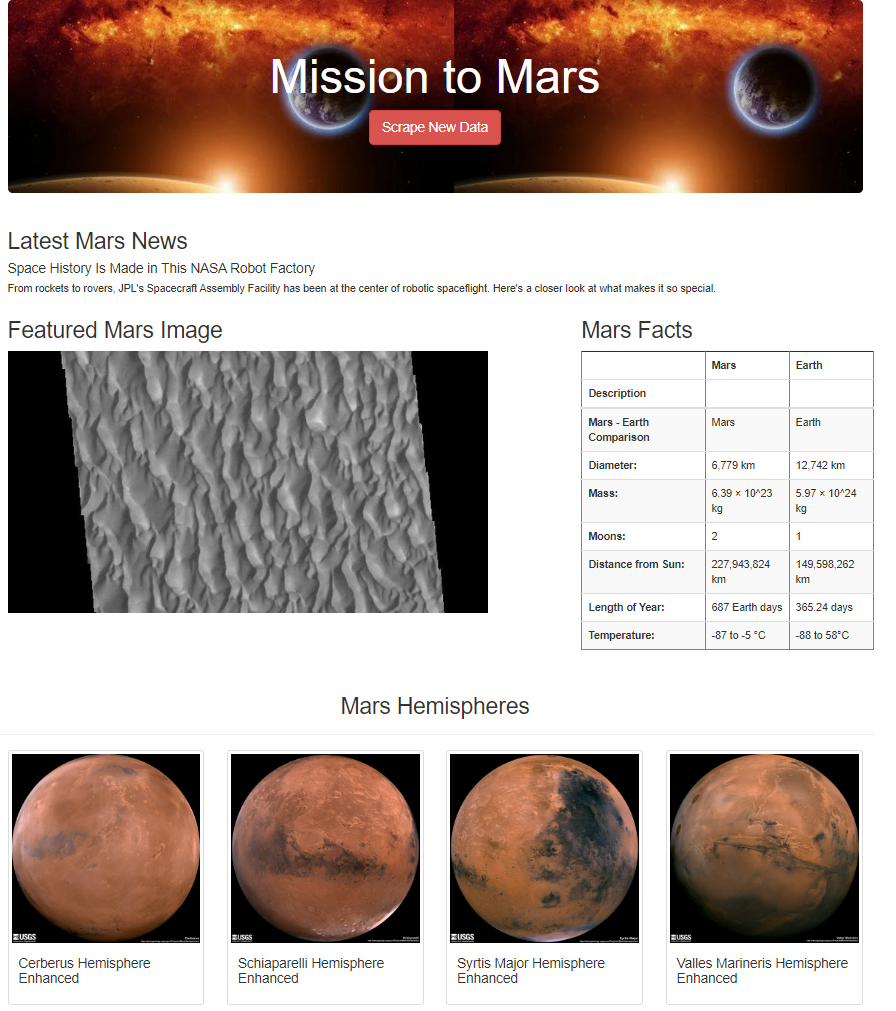 Mission to Mars
Scrape New Data
Latest Mars News
Space History Is Made in This NASA Robot Factory
From rockets to rovers, JPL's Spacecraft Assembly Facility has been at the center of robotic spaceflight. Here's a closer look at what makes it so special.
Featured Mars Image
Mars Facts
Mars Earth
Description
Mars - Earth
Comparison
Mars Earth
Diameter: 6,779 km 12,742 km
Mass: 6.39 × 10^23
kg
5.97 × 10^24
kg
Moons: 2 1
Distance from Sun: 227,943,824
km
149,598,262
km
Length of Year: 687 Earth days 365.24 days
Temperature: -87 to -5 °C -88 to 58°C
Mars Hemispheres
USGS
USGS
USGS
USGS
Cerberus Hemisphere
Enhanced
Schiaparelli Hemisphere
Enhanced
Syrtis Major Hemisphere
Enhanced
Valles Marineris Hemisphere
Enhanced